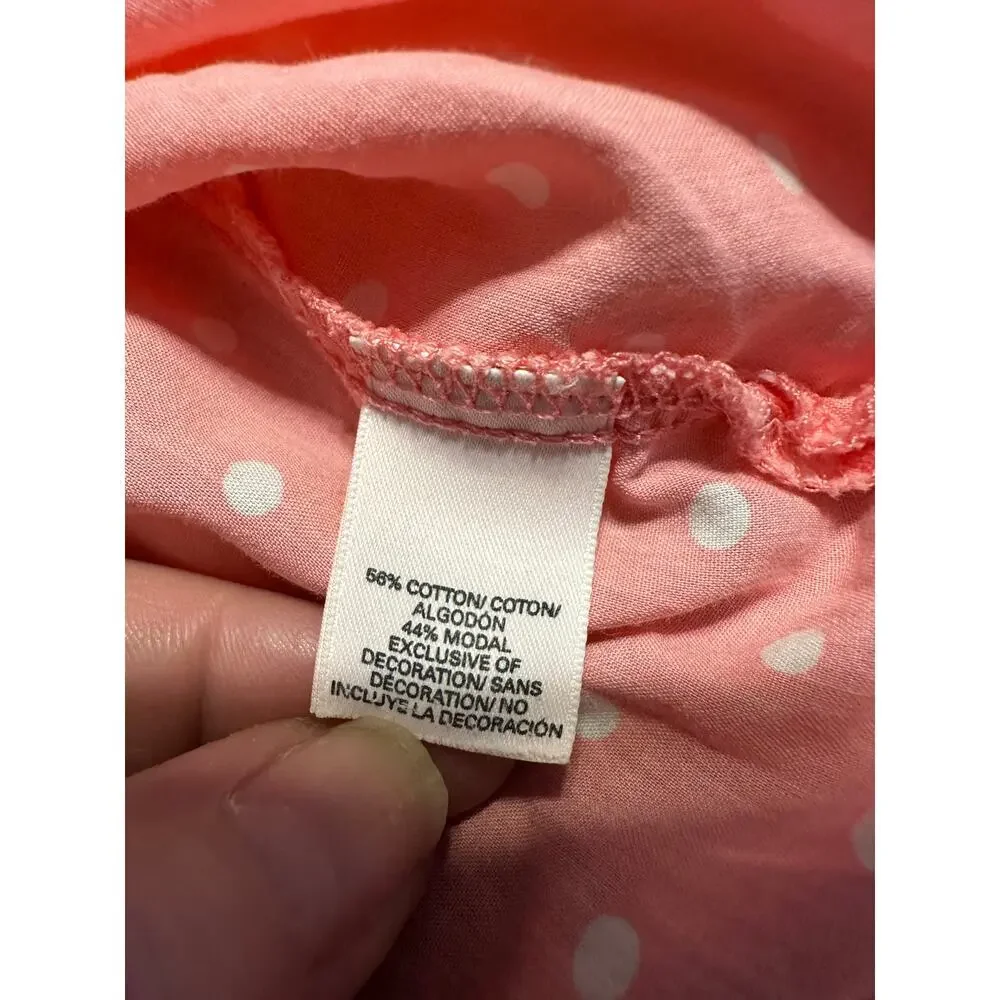 56% COTTON/ COTON/
ALGODÓN
44% MODAL
EXCLUSIVE OF
DECORATION/ SANS
DÉCORATION/ NO
INCLUYE LA DECORACIÓN